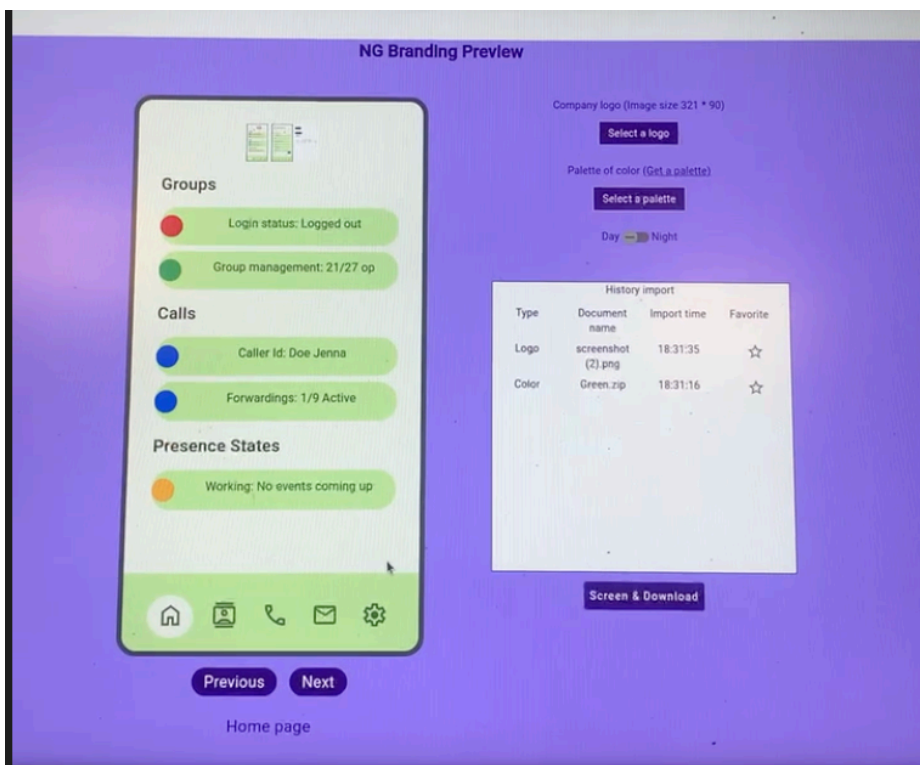 NG Branding Preview
Groups
Login status: Logged out
Group management: 21/27 op
Calls
Caller Id: Doe Jenna
Forwardings: 1/9 Active
Presence States
Working: No events coming up
Previous
Next
Home page
Company logo (Image size 321 * 90)
Select a logo
Palette of color (Get a palette)
Select a palette
Day
Night
History import
Type
Document
name
Import time
Favorite
Logo
screenshot
(2).png
18:31:35
Color
Green.zip
18:31:16
Screen & Download